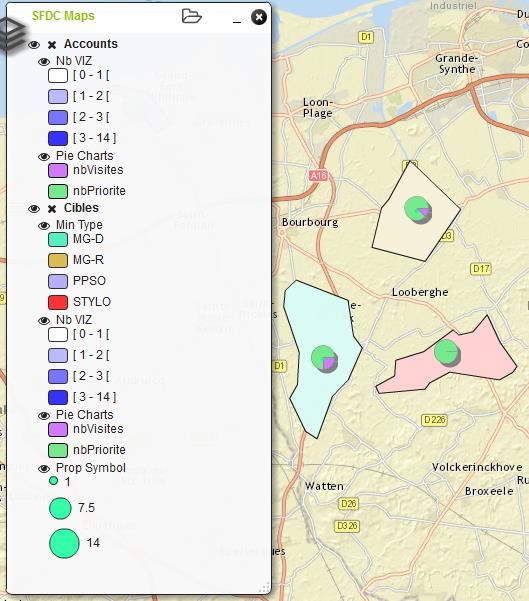 SFDC Maps
Accounts
Nb VIZ
[ 0 - 1 [
[ 1 - 2 [
[ 2 - 3 [
[ 3 - 14 ]
Pie Charts
nbVisites
nbPriorite
Cibles
Min Type
MG-D
MG-R
PPSO
STYLO
Nb VIZ
[ 0 - 1 [
[ 1 - 2 [
[ 2 - 3 [
[ 3 - 14 ]
Pie Charts
nbVisites
nbPriorite
Prop Symbol
1
7.5
14
Industriel
D1
Grande-
Synthe
Loon-
Plage
A16
Bourbourg
D3
D17
Looberghe
D1
D226
Volckerinckhove
Broxeele
Watten
D26
D326